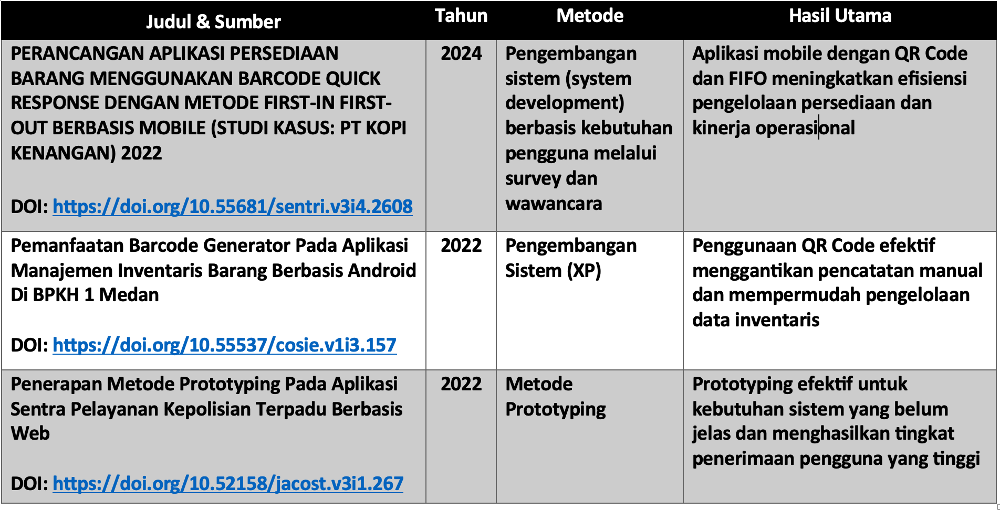 Judul & Sumber
Tahun
Metode
Hasil Utama
PERANCANGAN APLIKASI PERSEDIAAN
BARANG MENGGUNAKAN BARCODE QUICK
RESPONSE DENGAN METODE FIRST-IN FIRST-
OUT BERBASIS MOBILE (STUDI KASUS: PT KOPI
KENANGAN) 2022
DOI: https://doi.org/10.55681/sentri.v3i4.2608
2024
Pengembangan
sistem (system
development)
berbasis kebutuhan
pengguna melalui
survey dan
wawancara
Aplikasi mobile dengan QR Code
dan FIFO meningkatkan efisiensi
pengelolaan persediaan dan
kinerja operasional
Pemanfaatan Barcode Generator Pada Aplikasi
Manajemen Inventaris Barang Berbasis Android
Di BPKH 1 Medan
DOI: https://doi.org/10.55537/cosie.v1i3.157
2022
Pengembangan
Sistem (XP)
Penggunaan QR Code efektif
menggantikan pencatatan manual
dan mempermudah pengelolaan
data inventaris
Penerapan Metode Prototyping Pada Aplikasi
Sentra Pelayanan Kepolisian Terpadu Berbasis
Web
DOI: https://doi.org/10.52158/jacost.v3i1.267
2022
Metode
Prototyping
Prototyping efektif untuk
kebutuhan sistem yang belum
jelas dan menghasilkan tingkat
penerimaan pengguna yang tinggi